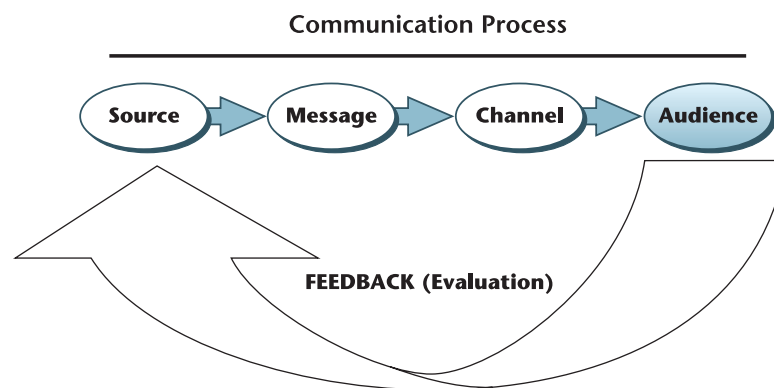 Communication Process
Source Message Channel Audience
FEEDBACK (Evaluation)